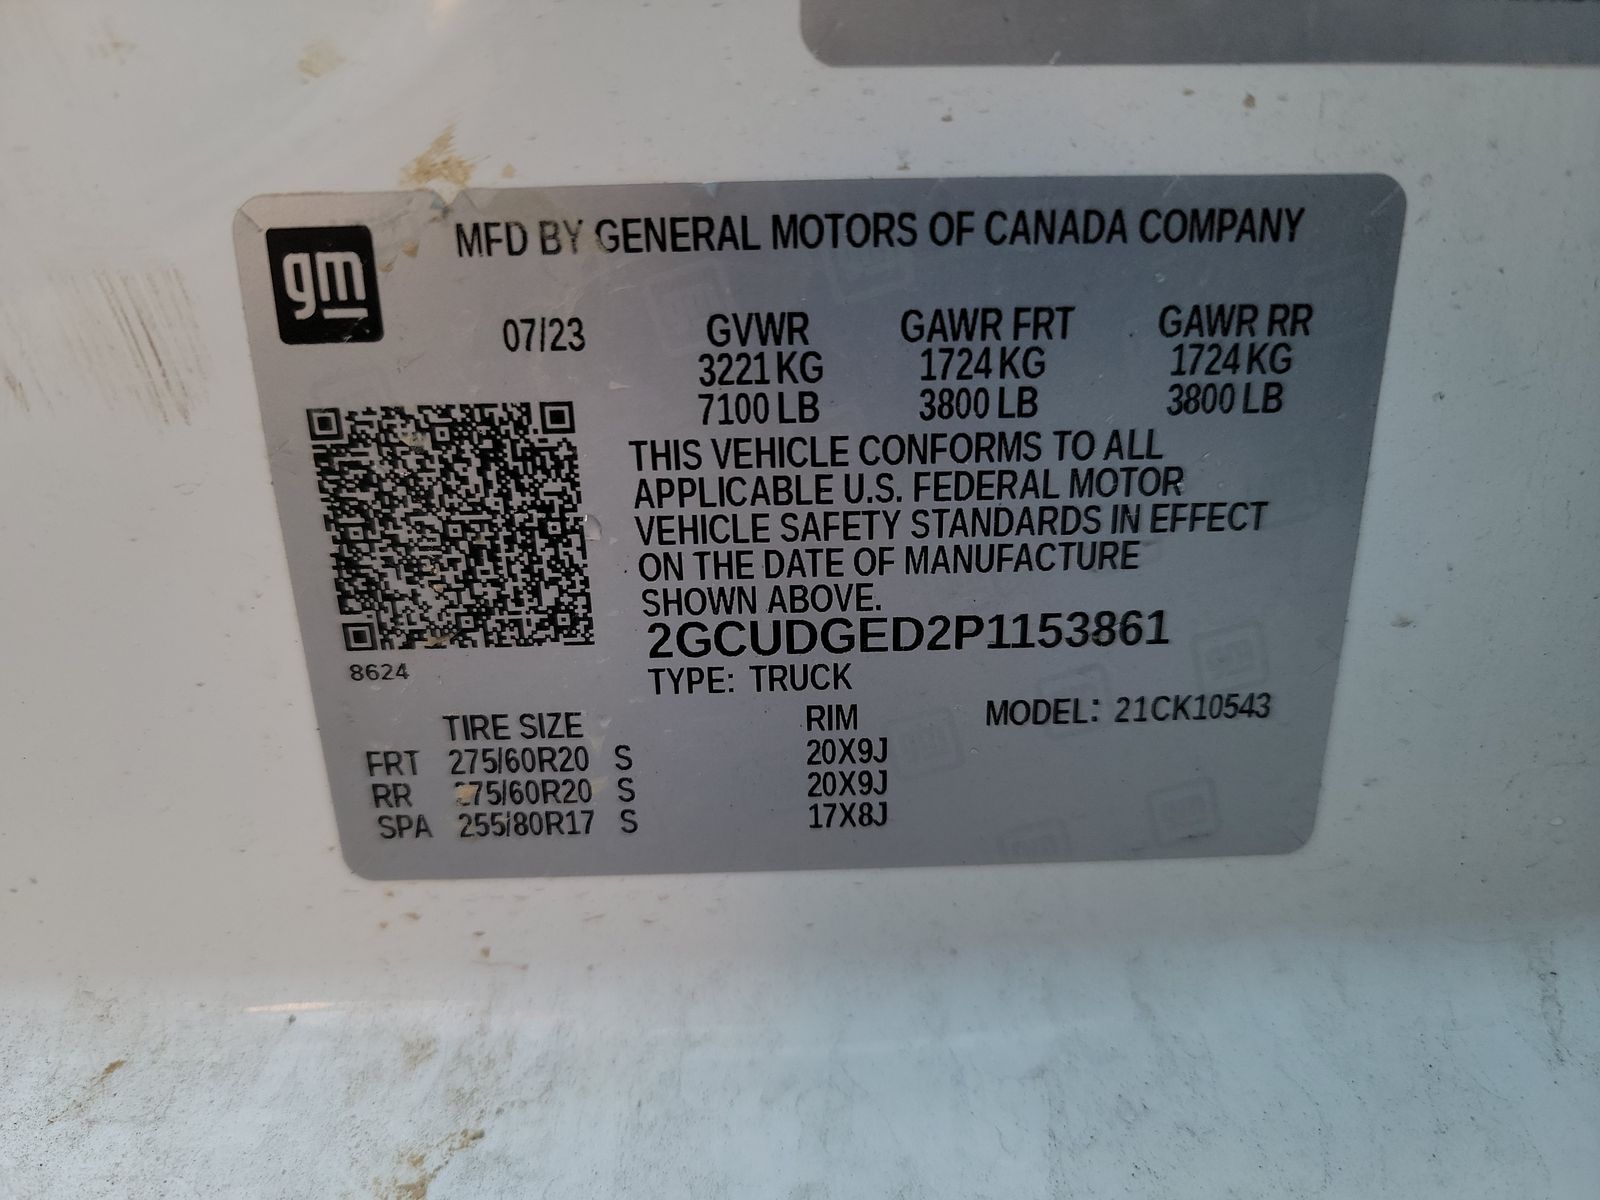 gm
MFD BY GENERAL MOTORS OF CANADA COMPANY
07/23 GVWR GAWR FRT GAWR RR
3221 KG 1724 KG 1724 KG
7100 LB 3800 LB 3800 LB
THIS VEHICLE CONFORMS TO ALL
APPLICABLE U.S. FEDERAL MOTOR
VEHICLE SAFETY STANDARDS IN EFFECT
ON THE DATE OF MANUFACTURE
SHOWN ABOVE.
2GCUDGED2P1153861
8624
TYPE: TRUCK
TIRE SIZE RIM MODEL: 21CK10543
FRT 275/60R20 S 20X9J
RR 275/60R20 S 20X9J
SPA 255/80R17 S 17X8J